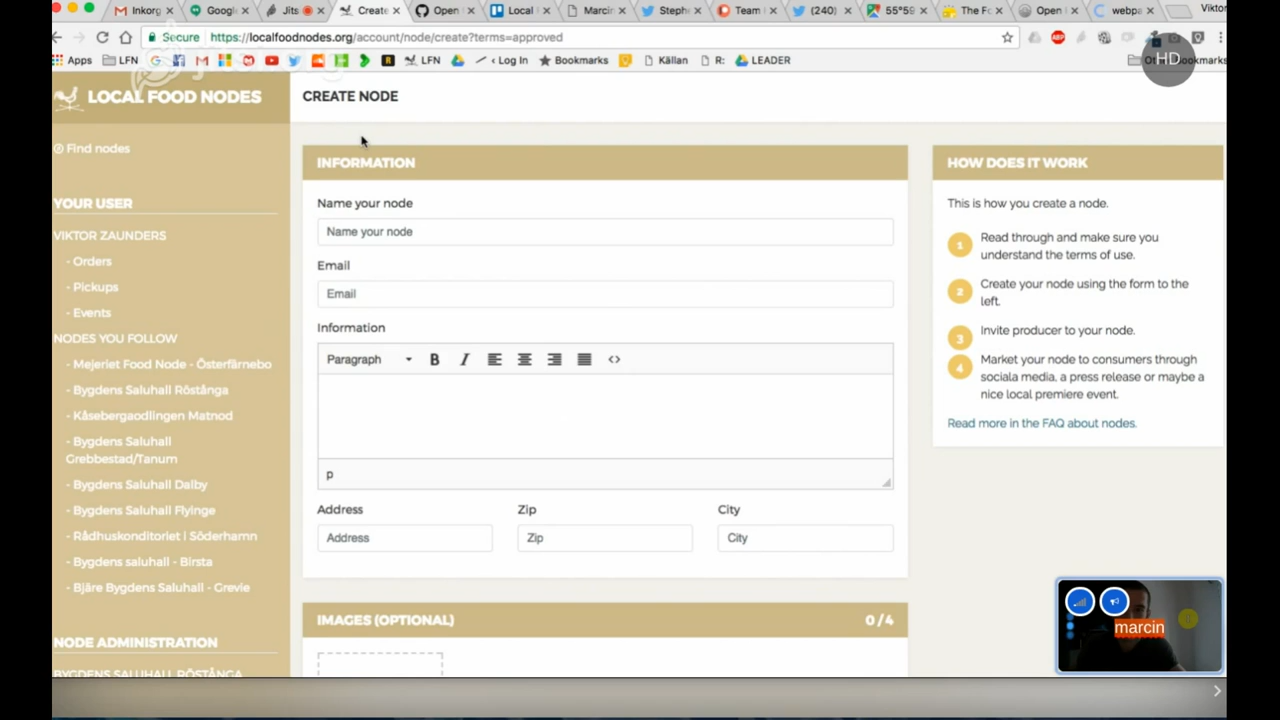 Inkorg
Googl
Jits
Create
Open
Local
Marcin
Steph
Team
(240)
55°59
The Fo
Open
webpa
Viktor
Secure
https://localfoodnodes.org/account/node/create?terms=approved
Apps
LFN
LFN
< Log In
Bookmarks
Källan
R:
LEADER
HD
LOCAL FOOD NODES
CREATE NODE
Find nodes
YOUR USER
VIKTOR ZAUNDERS
- Orders
- Pickups
- Events
NODES YOU FOLLOW
- Mejeriet Food Node - Österfärnebo
- Bygdens Saluhall Röstånga
- Kåsebergaodlingen Matnod
- Bygdens Saluhall
Grebbestad/Tanum
- Bygdens Saluhall Dalby
- Bygdens Saluhall Flyinge
- Rådhuskonditoriet i Söderhamn
- Bygdens saluhall - Birsta
- Bjäre Bygdens Saluhall - Grevie
NODE ADMINISTRATION
BYGDENS SALUHALL RÖSTÅNGA
INFORMATION
Name your node
Name your node
Email
Email
Information
Paragraph
B I
p
Address
Zip
City
Address
Zip
City
IMAGES (OPTIONAL)
0 / 4
HOW DOES IT WORK
This is how you create a node.
1 Read through and make sure you
understand the terms of use.
2 Create your node using the form to the
left.
3 Invite producer to your node.
4 Market your node to consumers through
sociala media, a press release or maybe a
nice local premiere event.
Read more in the FAQ about nodes.
marcin